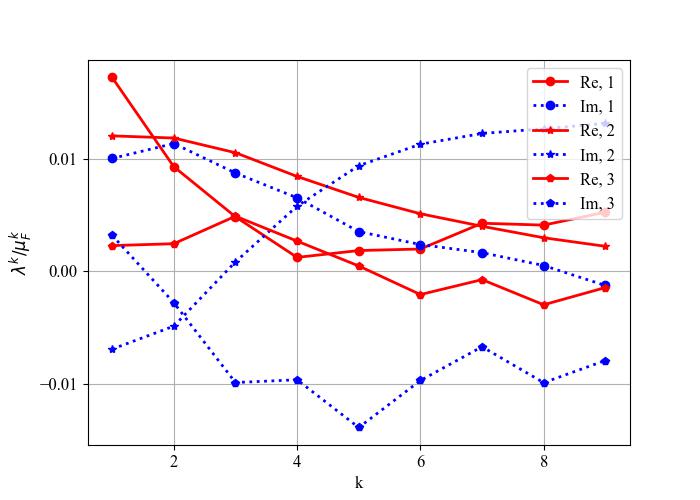 Re, 1
Im, 1
Re, 2
Im, 2
Re, 3
Im, 3
0.01
0.00
−0.01
λ^k/μ_F^k
2 4 6 8
k